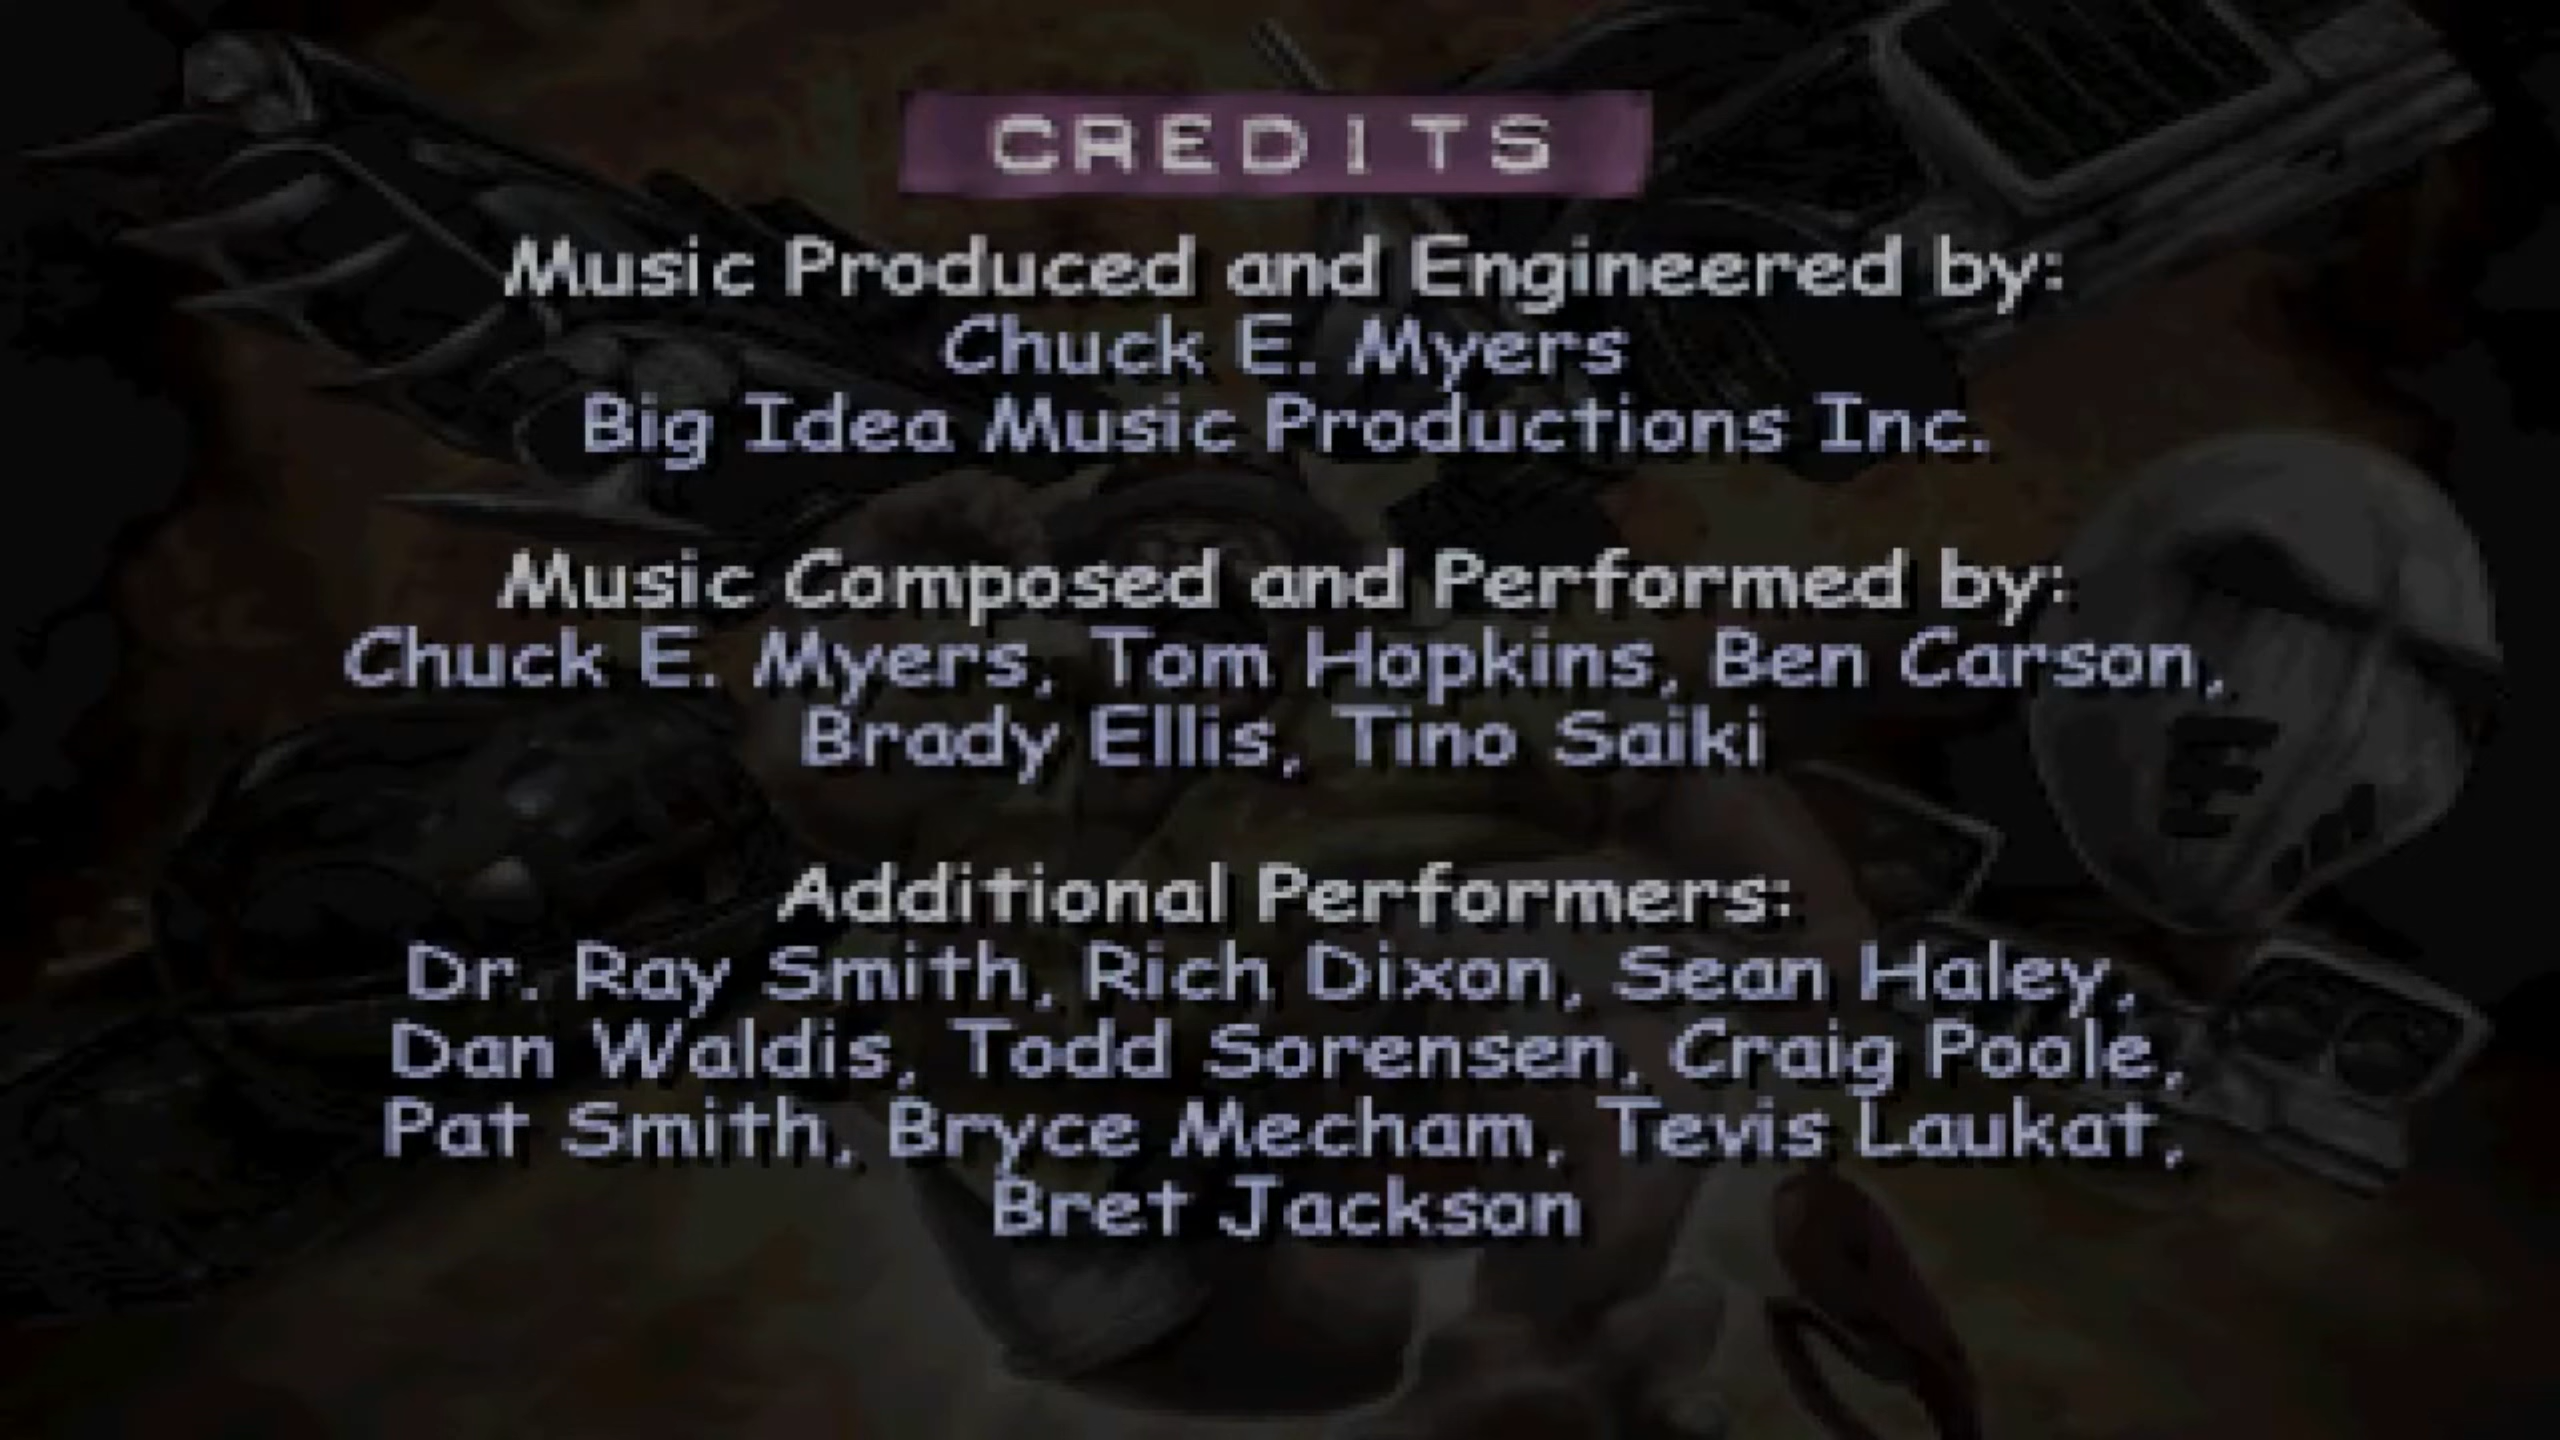 CREDITS
Music Produced and Engineered by:
Chuck E. Myers
Big Idea Music Productions Inc.
Music Composed and Performed by:
Chuck E. Myers, Tom Hopkins, Ben Carson,
Brady Ellis, Tino Saiki
Additional Performers:
Dr. Ray Smith, Rich Dixon, Sean Haley,
Dan Waldis, Todd Sorensen, Craig Poole,
Pat Smith, Bryce Mecham, Tevis Laukat,
Bret Jackson